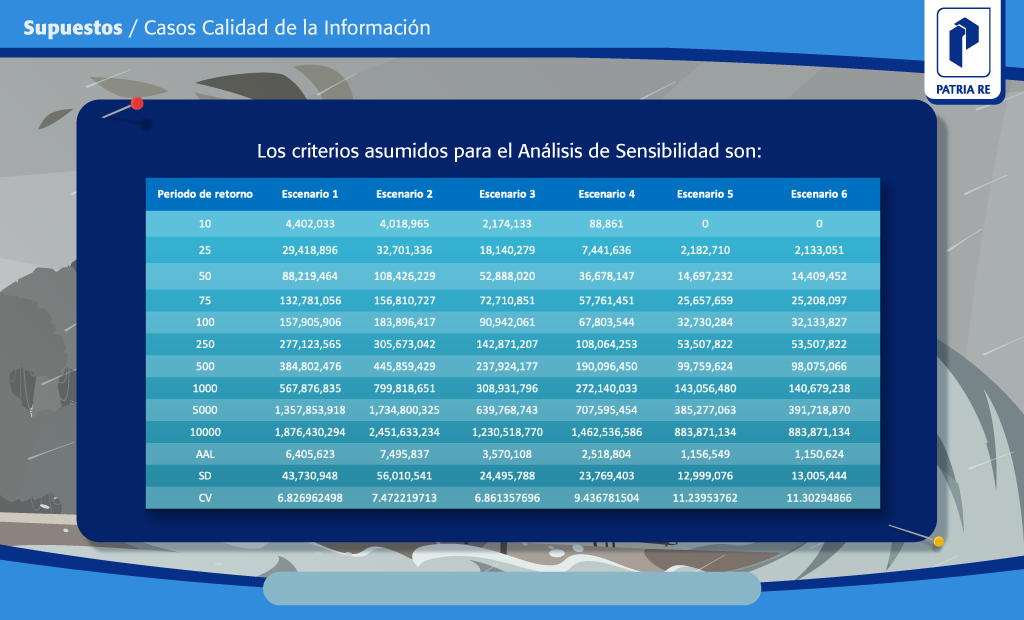 Supuestos / Casos Calidad de la Información
PATRIA RE
Los criterios asumidos para el Análisis de Sensibilidad son:
Periodo de retorno Escenario 1 Escenario 2 Escenario 3 Escenario 4 Escenario 5 Escenario 6
10 4,402,033 4,018,965 2,174,133 88,861 0 0
25 29,418,896 32,701,336 18,140,279 7,441,636 2,182,710 2,133,051
50 88,219,464 108,426,229 52,888,020 36,678,147 14,697,232 14,409,452
75 132,781,056 156,810,727 72,710,851 57,761,451 25,657,659 25,208,097
100 157,905,906 183,896,417 90,942,061 67,803,544 32,730,284 32,133,827
250 277,123,565 305,673,042 142,871,207 108,064,253 53,507,822 53,507,822
500 384,802,476 445,859,429 237,924,177 190,096,450 99,759,624 98,075,066
1000 567,876,835 799,818,651 308,931,796 272,140,033 143,056,480 140,679,238
5000 1,357,853,918 1,734,800,325 639,768,743 707,595,454 385,277,063 391,718,870
10000 1,876,430,294 2,451,633,234 1,230,518,770 1,462,536,586 883,871,134 883,871,134
AAL 6,405,623 7,495,837 3,570,108 2,518,804 1,156,549 1,150,624
SD 43,730,948 56,010,541 24,495,788 23,769,403 12,999,076 13,005,444
CV 6.826962498 7.472219713 6.861357696 9.436781504 11.23953762 11.30294866